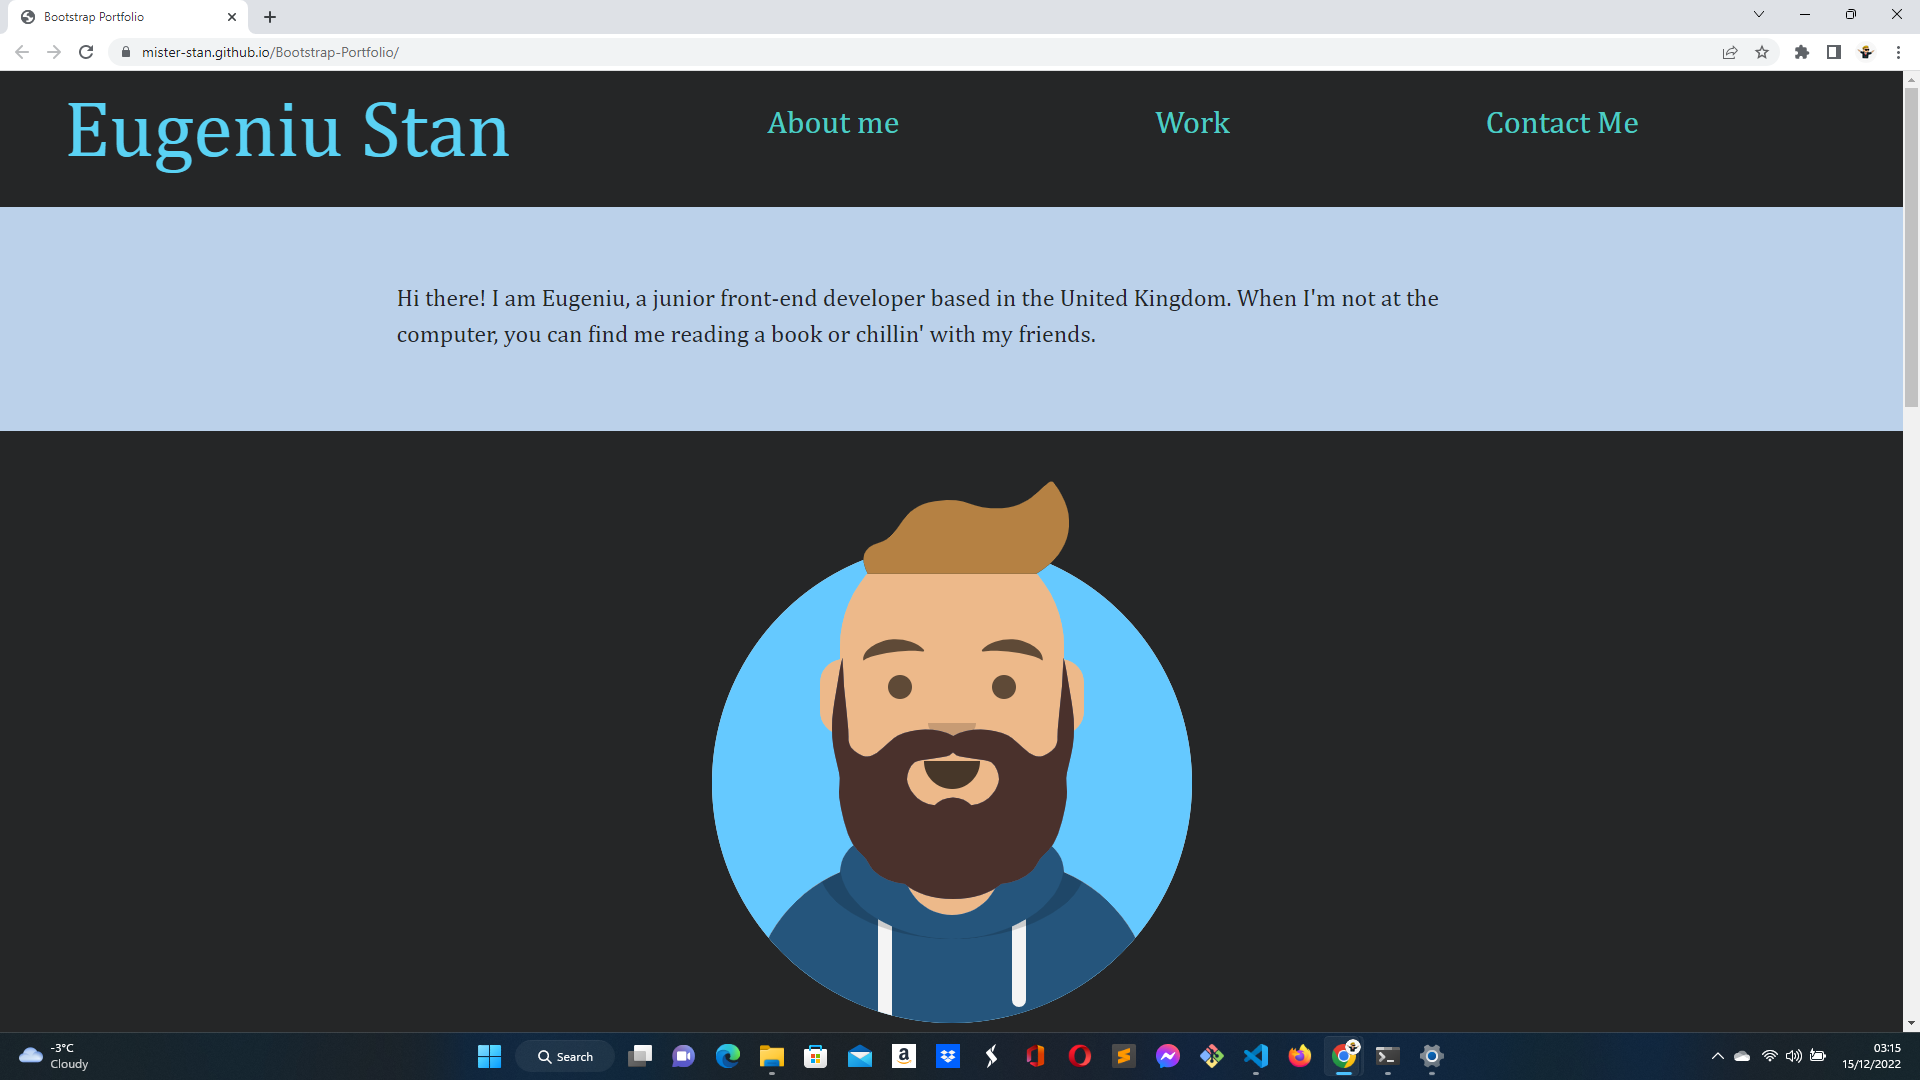 Bootstrap Portfolio
mister-stan.github.io/Bootstrap-Portfolio/
Eugeniu Stan
About me
Work
Contact Me
Hi there! I am Eugeniu, a junior front-end developer based in the United Kingdom. When I'm not at the
computer, you can find me reading a book or chillin' with my friends.
-3°C
Cloudy
Search
a
03:15
15/12/2022